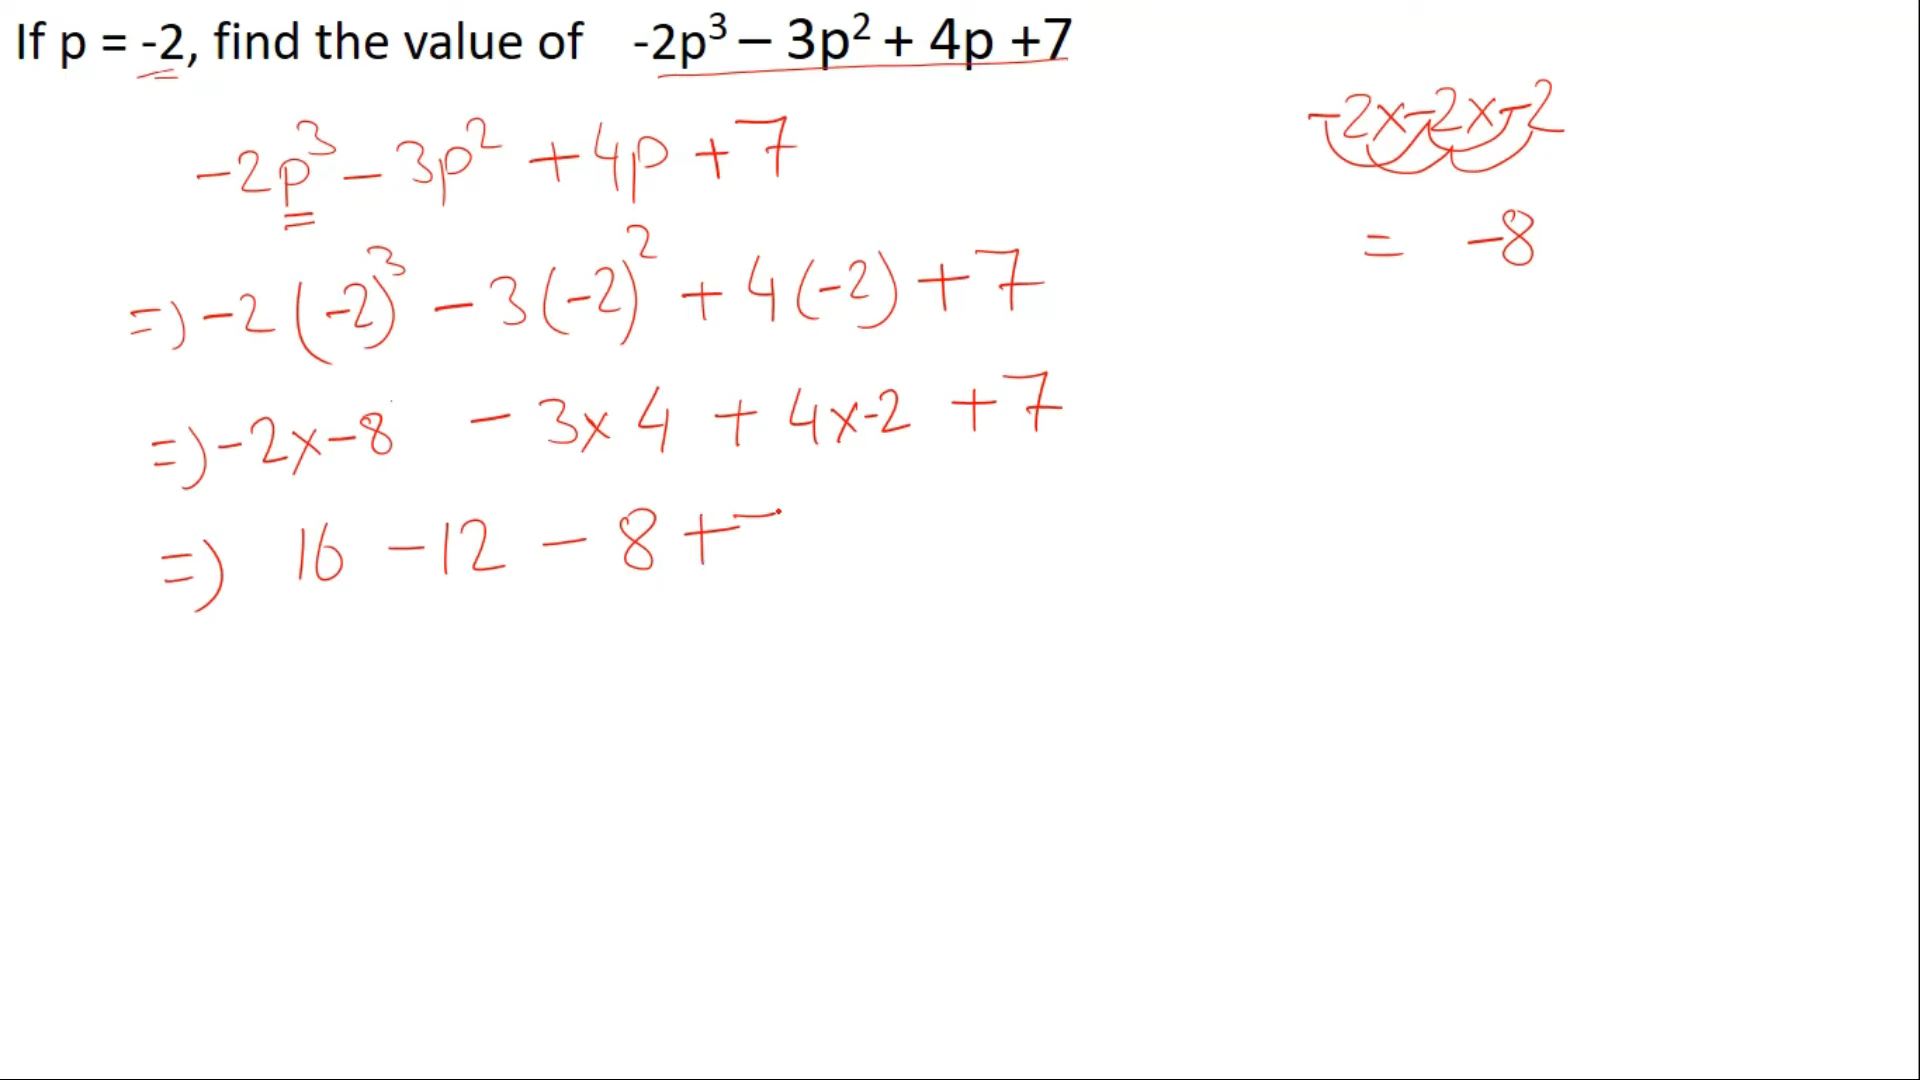 If p = -2, find the value of -2p³ – 3p² + 4p +7
-2p³ - 3p² + 4p + 7
=) -2 (-2)³ - 3 (-2)² + 4 (-2) + 7
=) -2x-8 - 3x4 + 4x-2 + 7
=) 16 - 12 - 8 +
-2x-2x-2
= -8